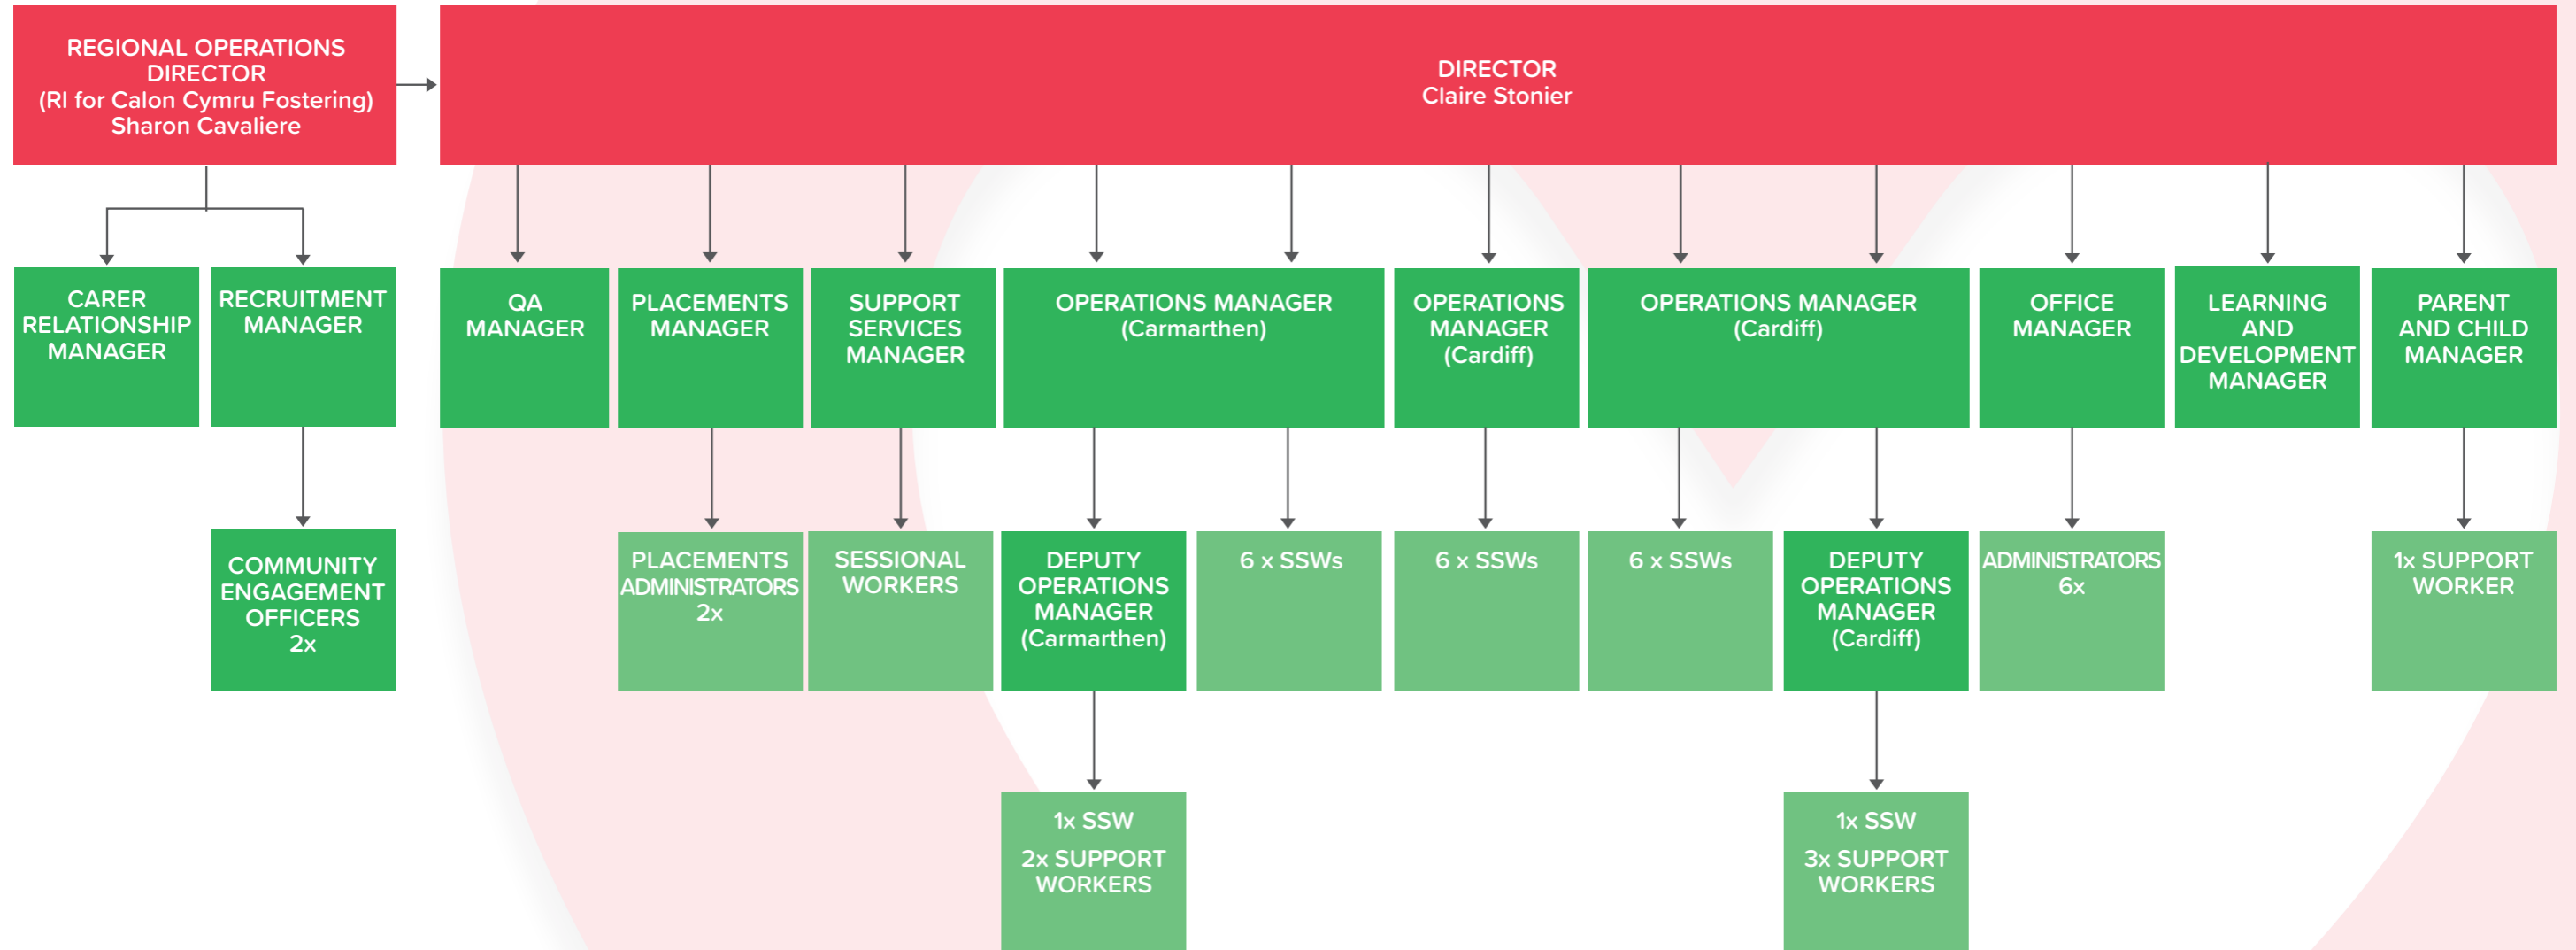 REGIONAL OPERATIONS
DIRECTOR
(RI for Calon Cymru Fostering)
Sharon Cavaliere
DIRECTOR
Claire Stonier
CARER
RELATIONSHIP
MANAGER
RECRUITMENT
MANAGER
QA
MANAGER
PLACEMENTS
MANAGER
SUPPORT
SERVICES
MANAGER
OPERATIONS MANAGER
(Carmarthen)
OPERATIONS
MANAGER
(Cardiff)
OPERATIONS MANAGER
(Cardiff)
OFFICE
MANAGER
LEARNING
AND
DEVELOPMENT
MANAGER
PARENT
AND CHILD
MANAGER
COMMUNITY
ENGAGEMENT
OFFICERS
2x
PLACEMENTS
ADMINISTRATORS
2x
SESSIONAL
WORKERS
DEPUTY
OPERATIONS
MANAGER
(Carmarthen)
6 x SSWs
6 x SSWs
6 x SSWs
DEPUTY
OPERATIONS
MANAGER
(Cardiff)
ADMINISTRATORS
6x
1x SUPPORT
WORKER
1x SSW
2x SUPPORT
WORKERS
1x SSW
3x SUPPORT
WORKERS